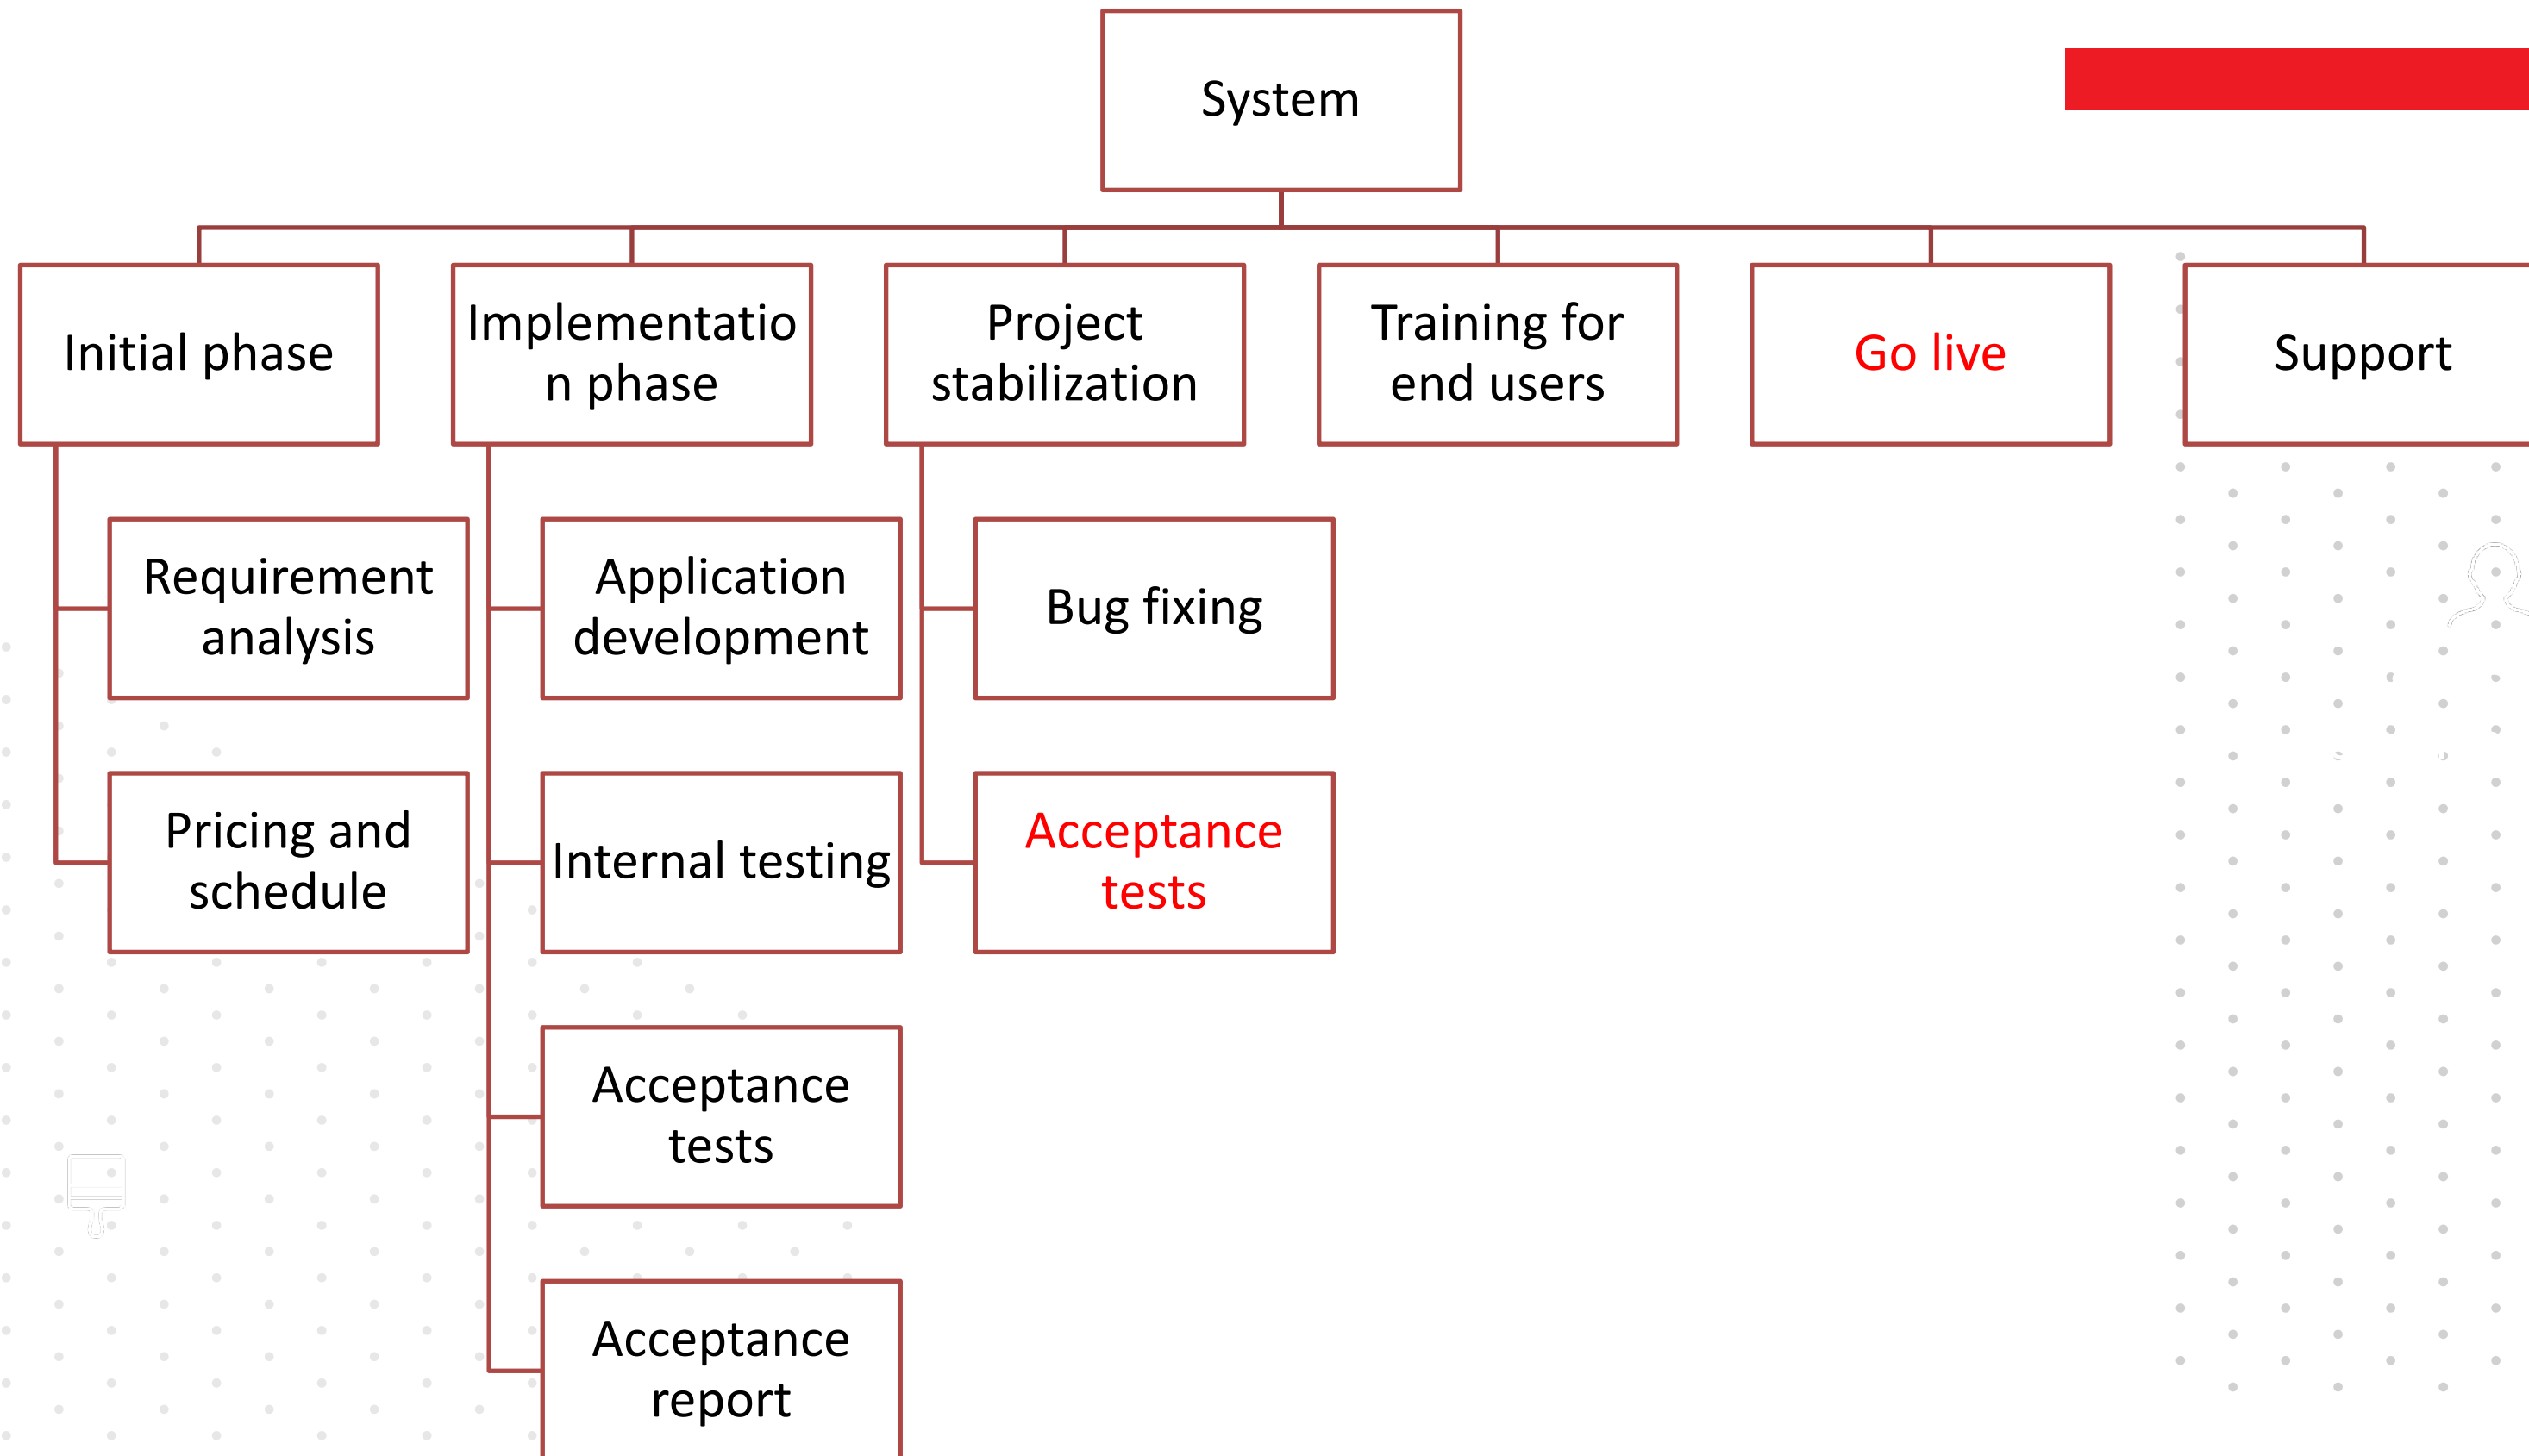 System
Initial phase
Implementatio
n phase
Project
stabilization
Training for
end users
Go live
Support
Requirement
analysis
Application
development
Bug fixing
Pricing and
schedule
Internal testing
Acceptance
tests
Acceptance
tests
Acceptance
report